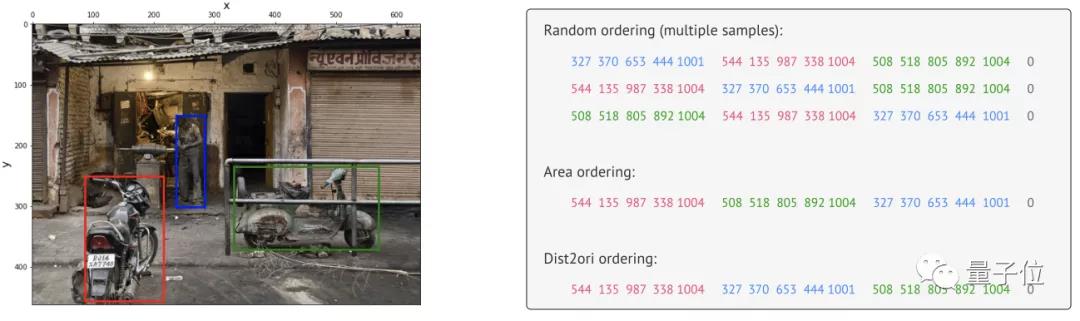 x
0 100 200 300 400 500 600
0
100
200
300
400
y
न्यू एवन प्रोविजन स्टो
RJ14
Random ordering (multiple samples):
327 370 653 444 1001 544 135 987 338 1004 508 518 805 892 1004 0
544 135 987 338 1004 327 370 653 444 1001 508 518 805 892 1004 0
508 518 805 892 1004 544 135 987 338 1004 327 370 653 444 1001 0
Area ordering:
544 135 987 338 1004 508 518 805 892 1004 327 370 653 444 1001 0
Dist2ori ordering:
544 135 987 338 1004 327 370 653 444 1001 508 518 805 892 1004 0
量子位